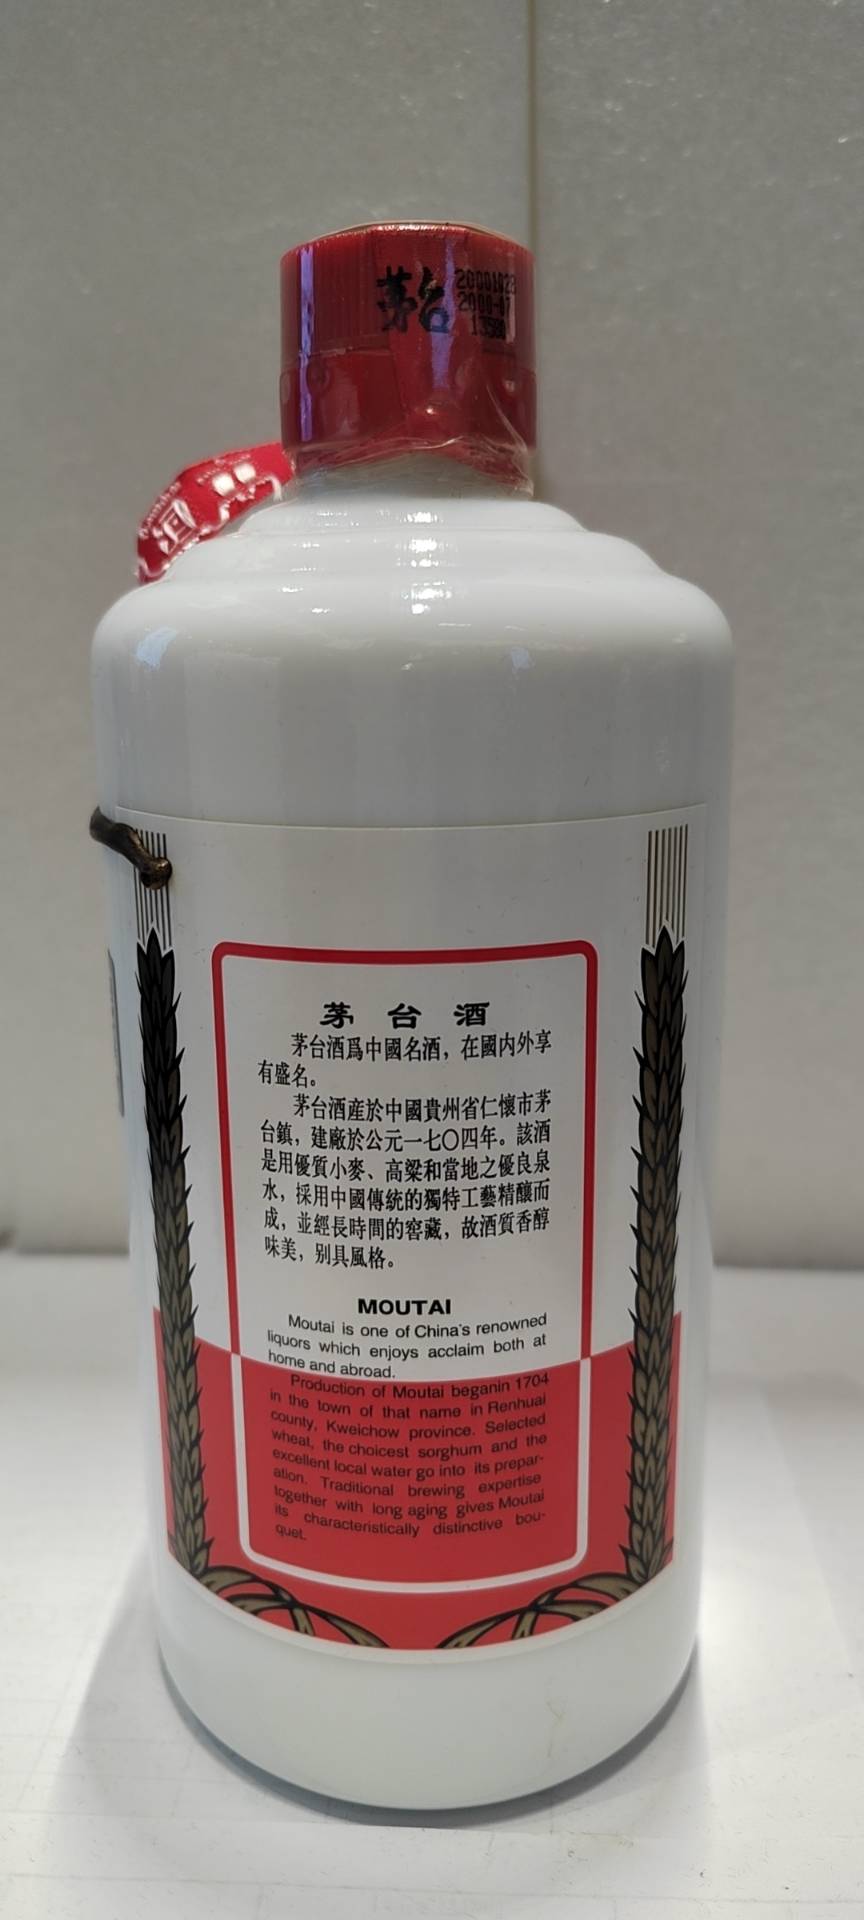 茅台
20001023
2000-07
茅台酒
茅台酒爲中國名酒，在國内外享
有盛名。
茅台酒産於中國貴州省仁懷市茅
台鎮，建廠於公元一七〇四年。該酒
是用優質小麥、高粱和當地之優良泉
水，採用中國傳統的獨特工藝精釀而
成，並經長時間的窖藏，故酒質香醇
味美，别具風格。
MOUTAI
Moutai is one of China's renowned
liquors which enjoys acclaim both at
home and abroad.
Production of Moutai beganin 1704
in the town of that name in Renhuai
county, Kweichow province. Selected
wheat, the choicest sorghum and the
excellent local water go into its prepar-
ation. Traditional brewing expertise
together with long aging gives Moutai
its characteristically distinctive bou-
quet.